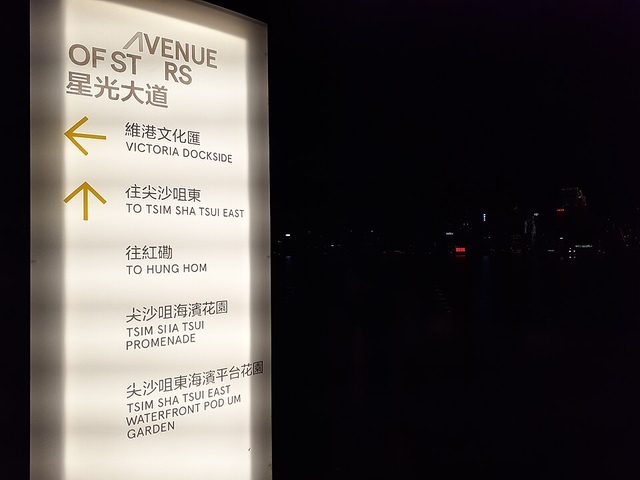 AVENUE
OF ST RS
星光大道
維港文化匯
VICTORIA DOCKSIDE
往尖沙咀東
TO TSIM SHA TSUI EAST
往紅磡
TO HUNG HOM
尖沙咀海濱花園
TSIM SHA TSUI
PROMENADE
尖沙咀東海濱平台花園
TSIM SHA TSUI EAST
WATERFRONT POD UM
GARDEN